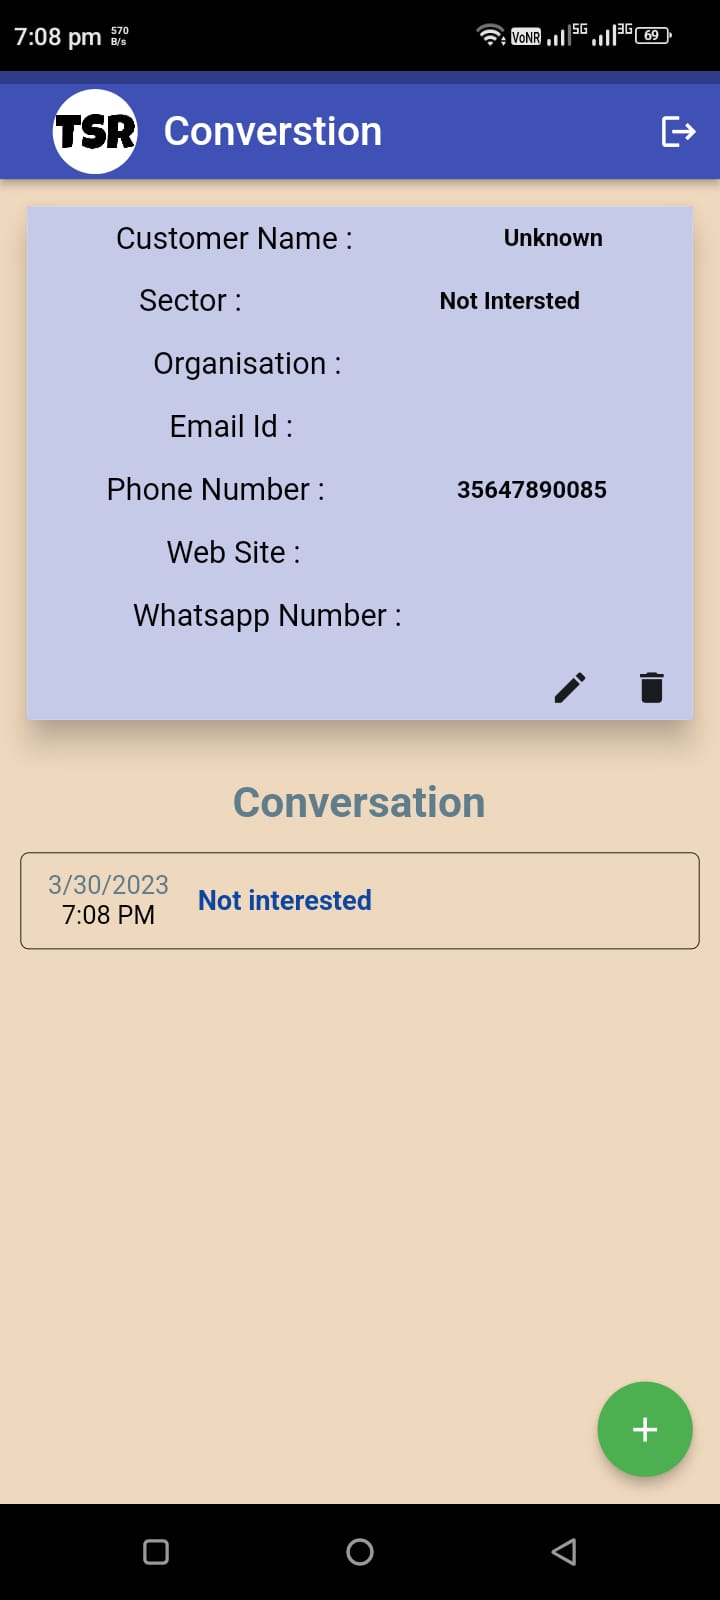 7:08 pm 570 B/s VoNR 5G 3G 69
TSR Converstion
Customer Name : Unknown
Sector : Not Intersted
Organisation :
Email Id :
Phone Number : 35647890085
Web Site :
Whatsapp Number :
Conversation
3/30/2023
7:08 PM Not interested